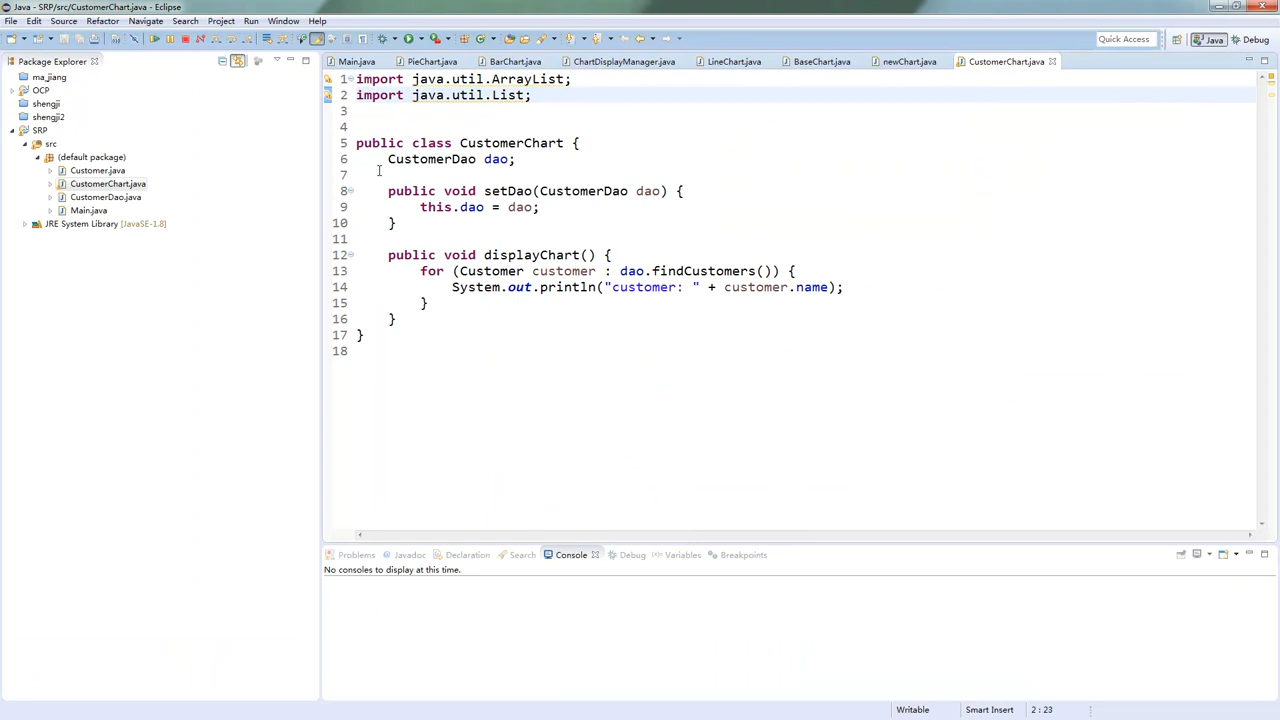 Java - SRP/src/CustomerChart.java - Eclipse
File Edit Source Refactor Navigate Search Project Run Window Help
Quick Access Java Debug
Package Explorer
ma_jiang
OCP
shengji
shengji2
SRP
src
(default package)
Customer.java
CustomerChart.java
CustomerDao.java
Main.java
JRE System Library [JavaSE-1.8]
Main.java PieChart.java BarChart.java ChartDisplayManager.java LineChart.java BaseChart.java newChart.java CustomerChart.java
1 import java.util.ArrayList;
2 import java.util.List;
3
4
5 public class CustomerChart {
6 CustomerDao dao;
7
8 public void setDao(CustomerDao dao) {
9 this.dao = dao;
10 }
11
12 public void displayChart() {
13 for (Customer customer : dao.findCustomers()) {
14 System.out.println("customer: " + customer.name);
15 }
16 }
17 }
18
Problems Javadoc Declaration Search Console Debug Variables Breakpoints
No consoles to display at this time.
Writable Smart Insert 2 : 23